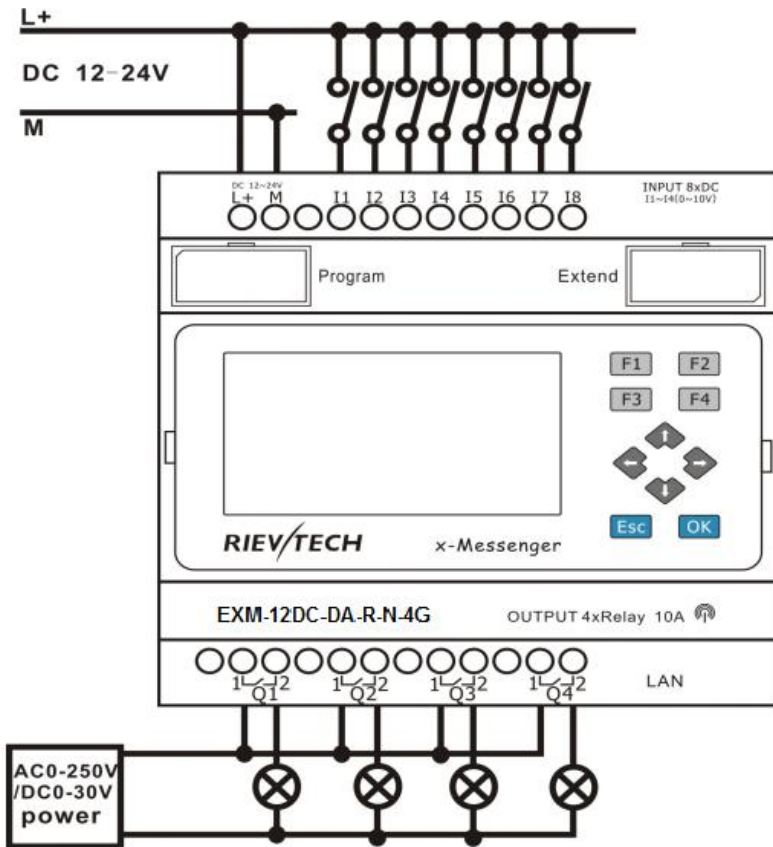 L+
DC 12-24V
M
DC 12~24V
L+ M I1 I2 I3 I4 I5 I6 I7 I8
INPUT 8xDC
I1~I4(0~10V)
Program
Extend
F1 F2
F3 F4
Esc OK
RIEVTECH
x-Messenger
EXM-12DC-DA-R-N-4G
OUTPUT 4xRelay 10A
1 2 1 2 1 2 1 2
Q1 Q2 Q3 Q4
LAN
AC0-250V
/DC0-30V
power